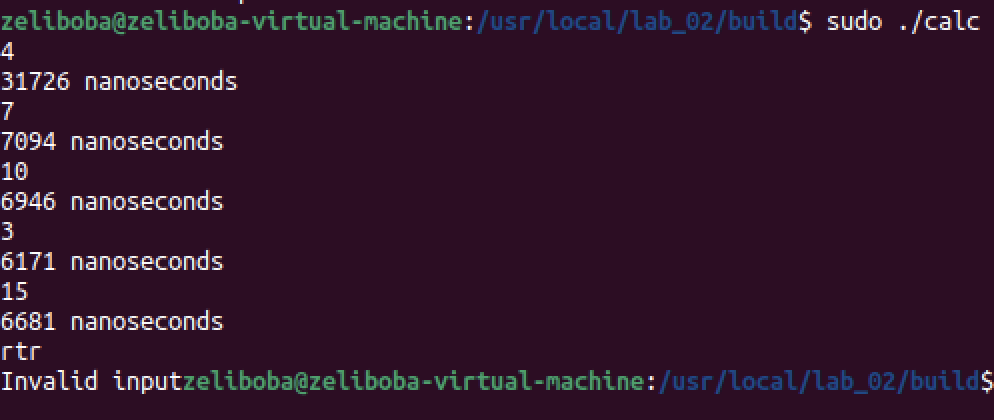 zeliboba@zeliboba-virtual-machine:/usr/local/lab_02/build$ sudo ./calc
4
31726 nanoseconds
7
7094 nanoseconds
10
6946 nanoseconds
3
6171 nanoseconds
15
6681 nanoseconds
rtr
Invalid inputzeliboba@zeliboba-virtual-machine:/usr/local/lab_02/build$